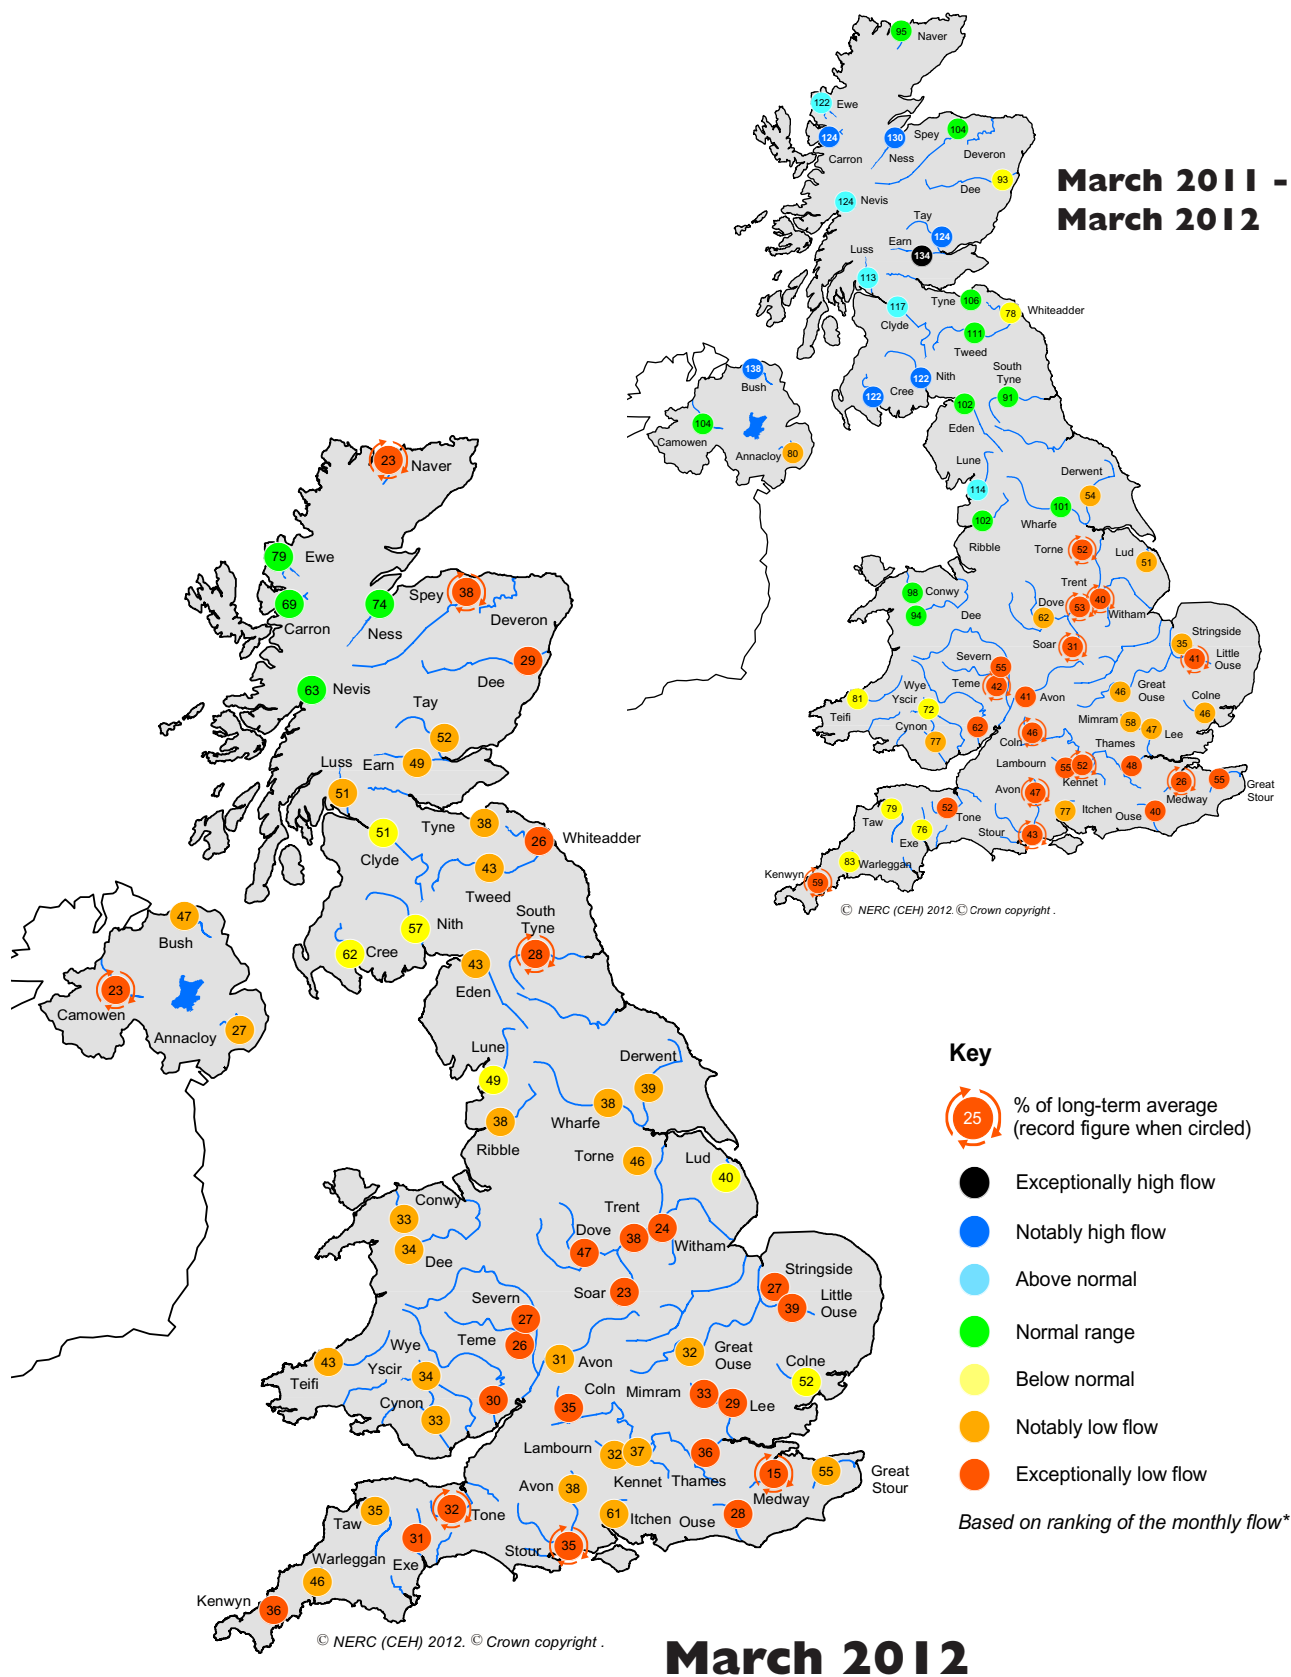 95
Naver
122
Ewe
124
Carron
130
Ness
Spey
104
Deveron
Dee
93
March 2011 -
March 2012
124
Nevis
Tay
124
Earn
134
Luss
113
117
Clyde
Tyne
106
78
Whiteadder
111
Tweed
138
Bush
122
Nith
Cree
122
South
Tyne
91
102
Eden
104
Camowen
Annacloy
80
Lune
114
Derwent
54
101
Wharfe
102
Ribble
Torne
52
Lud
51
98
Conwy
94
Dee
Trent
40
Dove
62
53
Witham
Soar
31
Stringside
35
41
Little
Ouse
Severn
55
Teme
42
41
Avon
46
Great
Ouse
Colne
46
81
Teifi
Wye
Yscir
72
Cynon
77
62
Coln
46
Mimram
58
47
Lee
Thames
48
Lambourn
55
52
Kennet
26
Medway
55
Great
Stour
Avon
47
77
Itchen
Ouse
40
79
Taw
52
Tone
76
Exe
Stour
43
83
Warleggan
Kenwyn
59
© NERC (CEH) 2012. © Crown copyright .
23
Naver
79
Ewe
69
Carron
74
Ness
Spey
38
Deveron
29
Dee
63
Nevis
Tay
52
Earn
49
Luss
51
51
Clyde
Tyne
38
26
Whiteadder
43
Tweed
47
Bush
57
Nith
62
Cree
South
Tyne
28
43
Eden
23
Camowen
Annacloy
27
Lune
49
Derwent
39
38
Wharfe
38
Ribble
Torne
46
Lud
40
Conwy
33
34
Dee
Trent
24
Dove
38
47
Witham
Soar
23
Stringside
27
39
Little
Ouse
Severn
27
Teme
26
31
Avon
32
Great
Ouse
Colne
52
43
Teifi
Wye
Yscir
34
Cynon
33
30
Coln
35
Mimram
33
29
Lee
Lambourn
32
37
Kennet
36
Thames
15
Medway
55
Great
Stour
Avon
38
61
Itchen
Ouse
28
35
Taw
32
Tone
31
Exe
Stour
35
Warleggan
46
Kenwyn
36
© NERC (CEH) 2012. © Crown copyright .
March 2012
Key
25
% of long-term average
(record figure when circled)
Exceptionally high flow
Notably high flow
Above normal
Normal range
Below normal
Notably low flow
Exceptionally low flow
Based on ranking of the monthly flow*